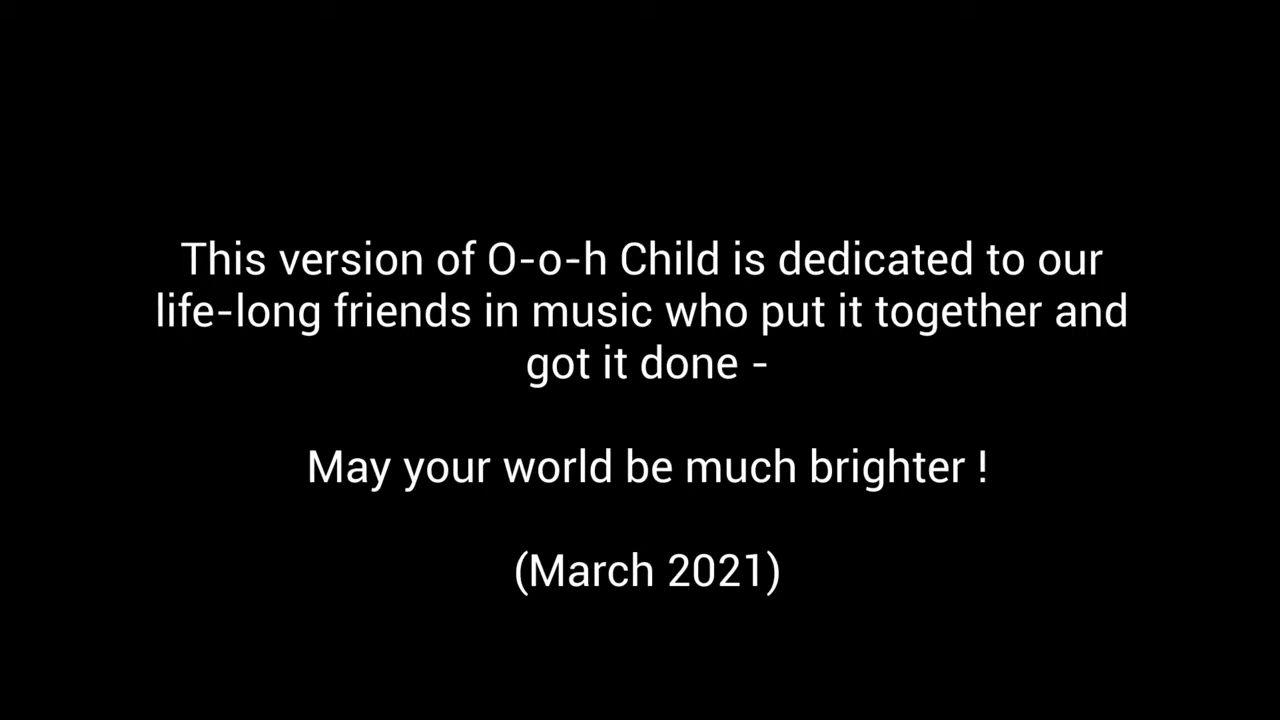 This version of O-o-h Child is dedicated to our
life-long friends in music who put it together and
got it done -
May your world be much brighter !
(March 2021)